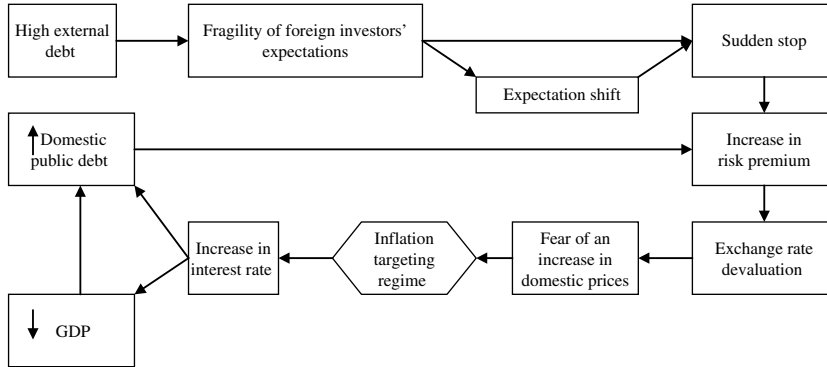 High external
debt
Fragility of foreign investors’
expectations
Sudden stop
Expectation shift
Domestic
public debt
Increase in
risk premium
Increase in
interest rate
Inflation
targeting
regime
Fear of an
increase in
domestic prices
Exchange rate
devaluation
GDP